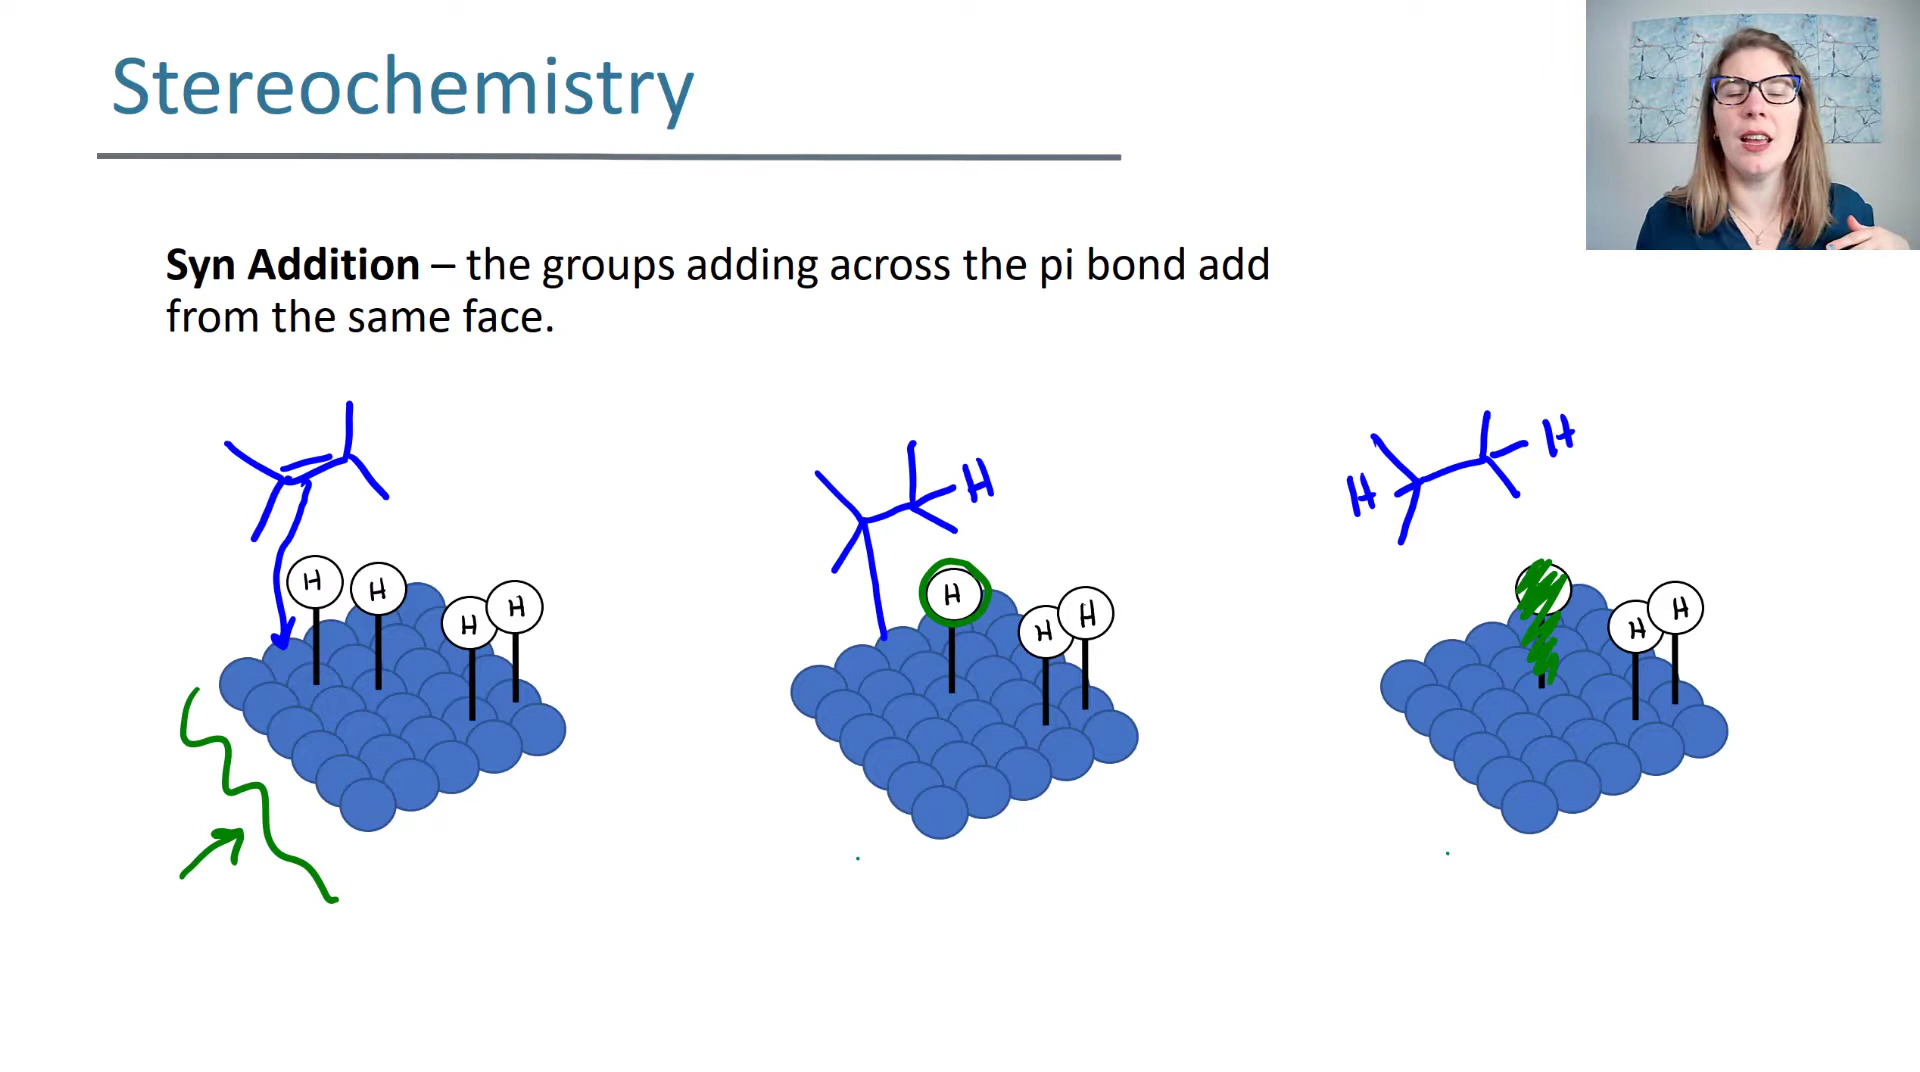 Stereochemistry
Syn Addition – the groups adding across the pi bond add
from the same face.
H
H
H
H
H
H
H
H
H
H
H
H